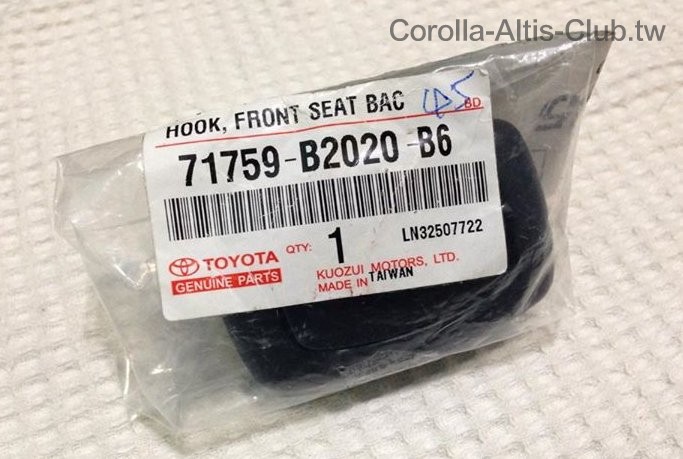 Corolla-Altis-Club.tw
HOOK, FRONT SEAT BAC
BD
71759-B2020-B6
TOYOTA
GENUINE PARTS
QTY: 1
LN32507722
KUOZUI MOTORS, LTD.
MADE IN TAIWAN